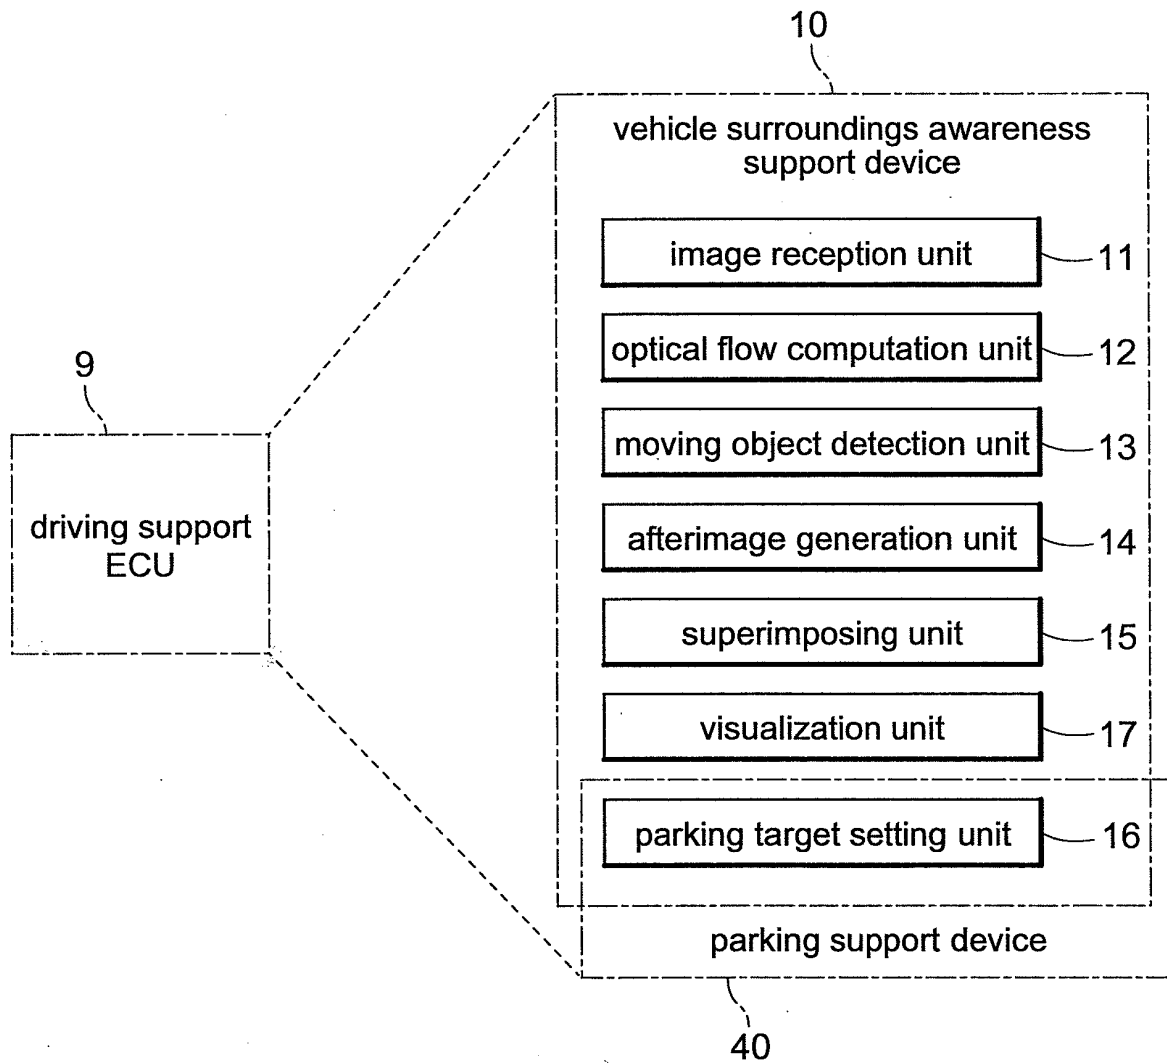 10
vehicle surroundings awareness
support device
image reception unit
11
optical flow computation unit
12
9
moving object detection unit
13
driving support
ECU
afterimage generation unit
14
superimposing unit
15
visualization unit
17
parking target setting unit
16
parking support device
40